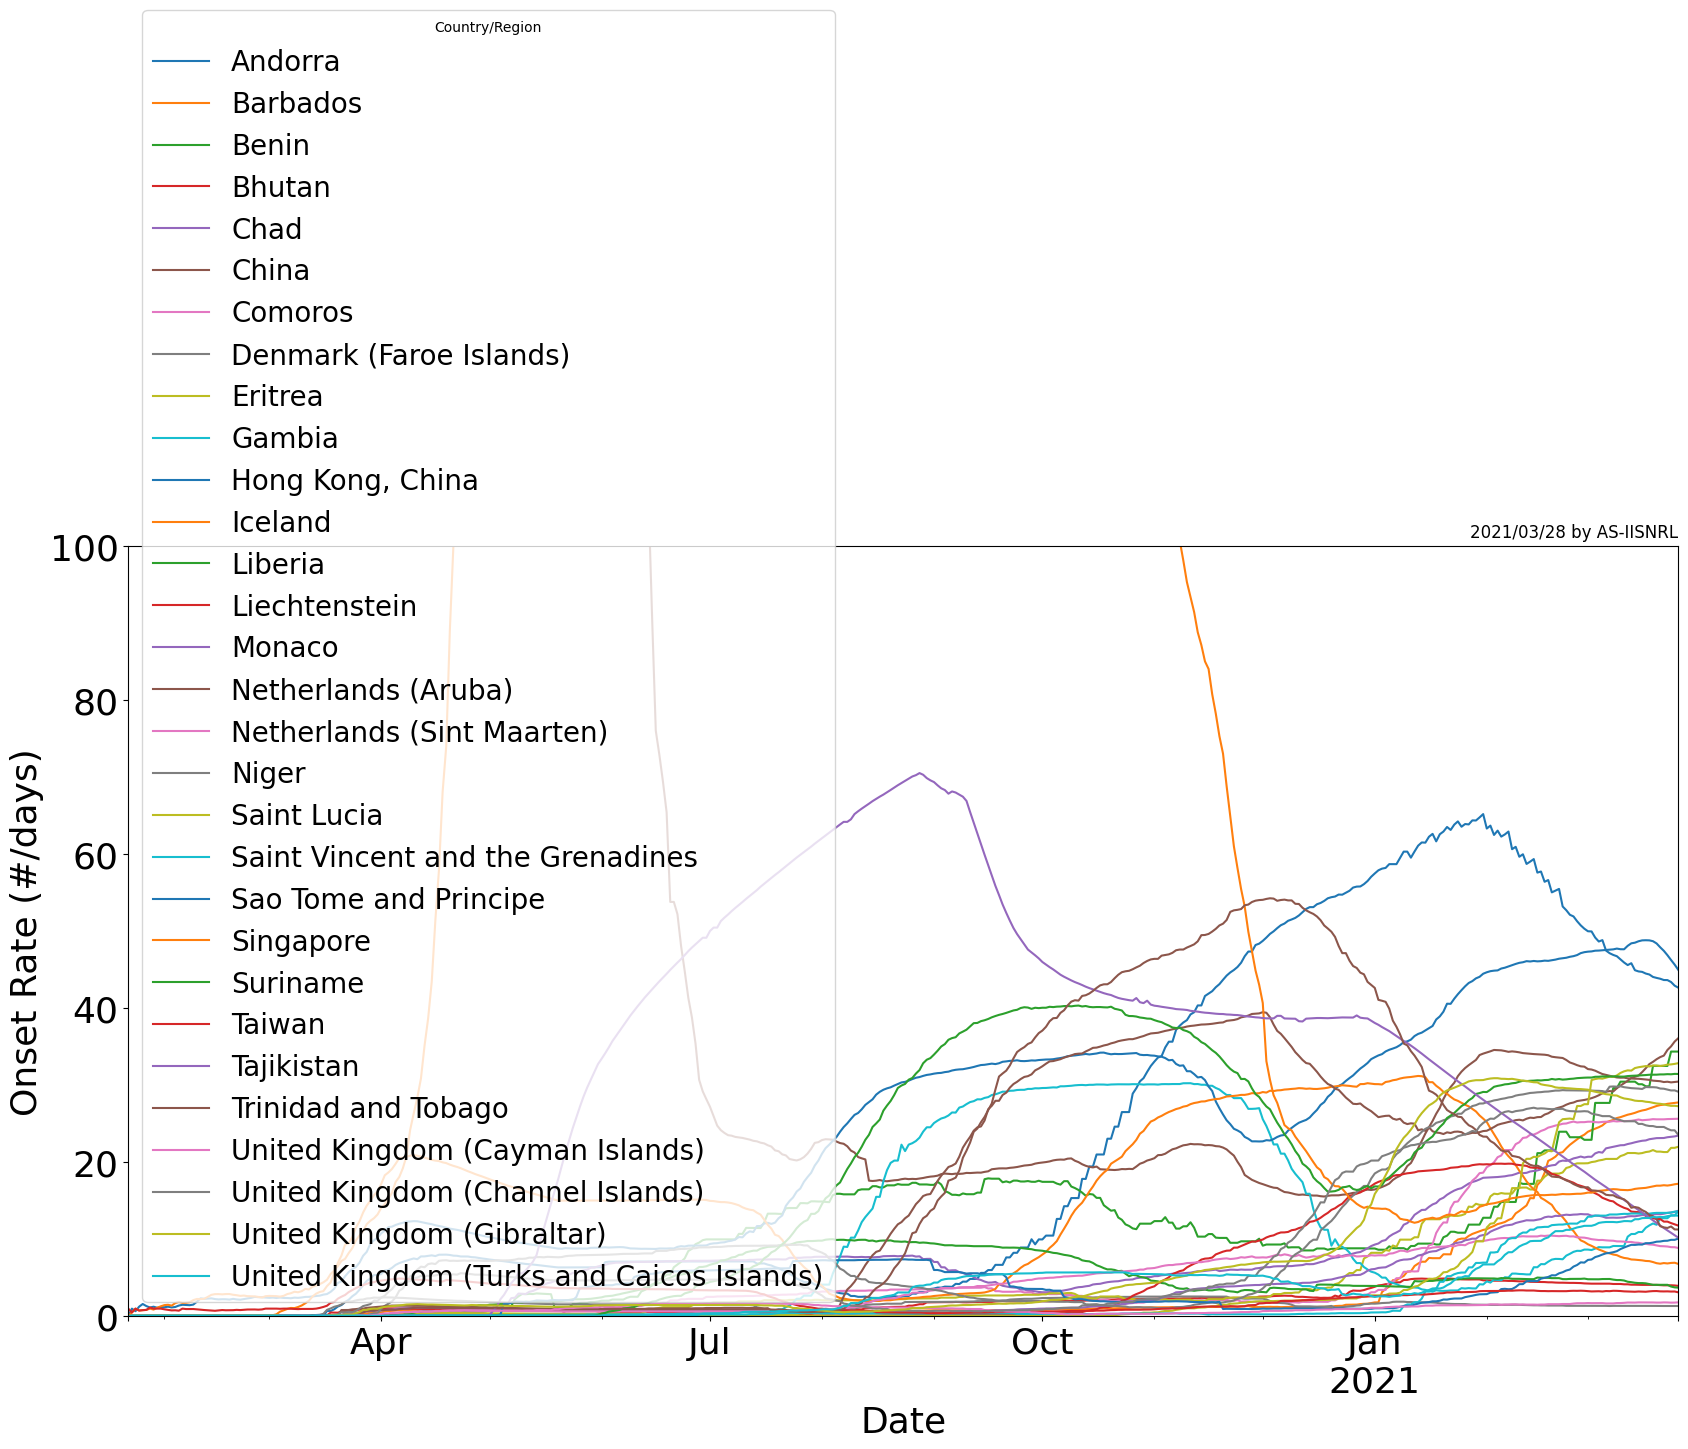 Country/Region
Andorra
Barbados
Benin
Bhutan
Chad
China
Comoros
Denmark (Faroe Islands)
Eritrea
Gambia
Hong Kong, China
Iceland
Liberia
Liechtenstein
Monaco
Netherlands (Aruba)
Netherlands (Sint Maarten)
Niger
Saint Lucia
Saint Vincent and the Grenadines
Sao Tome and Principe
Singapore
Suriname
Taiwan
Tajikistan
Trinidad and Tobago
United Kingdom (Cayman Islands)
United Kingdom (Channel Islands)
United Kingdom (Gibraltar)
United Kingdom (Turks and Caicos Islands)
2021/03/28 by AS-IISNRL
100
80
60
40
20
0
Onset Rate (#/days)
Apr
Jul
Oct
Jan
2021
Date